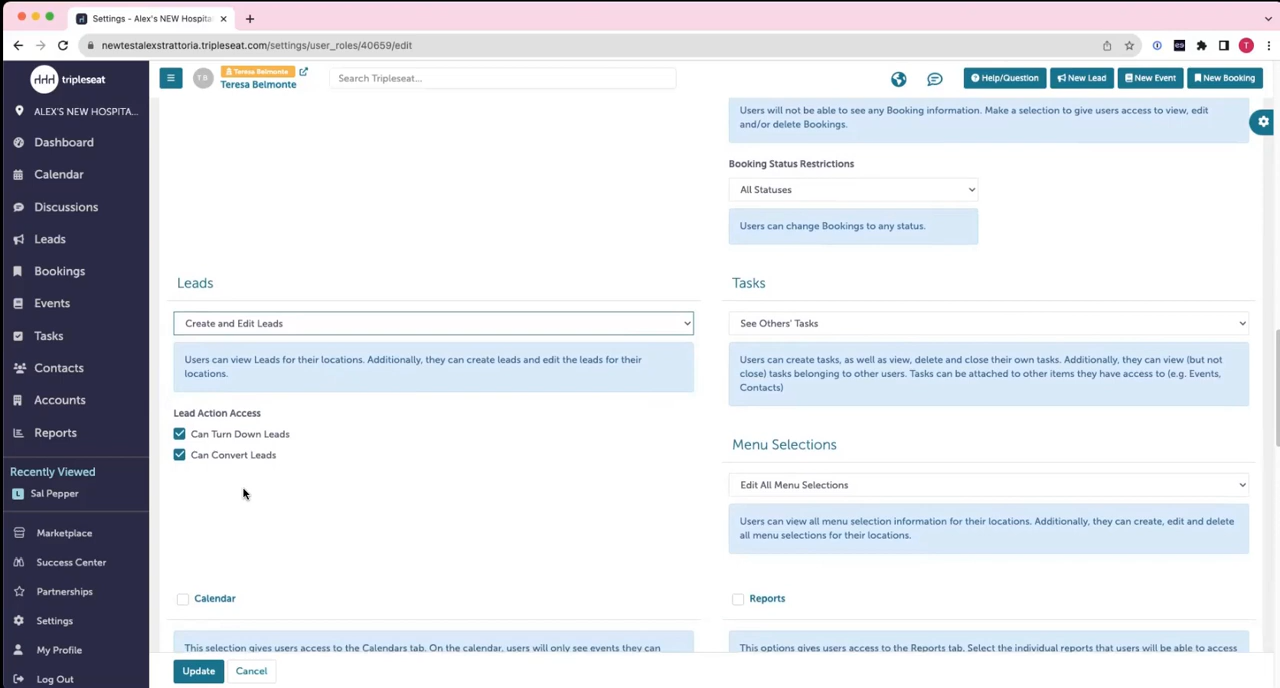 Settings - Alex's NEW Hospita
newtestalexstrattoria.tripleseat.com/settings/user_roles/40659/edit
T
tripleseat
TB
Teresa Belmonte
Teresa Belmonte
Search Tripleseat...
Help/Question
New Lead
New Event
New Booking
ALEX'S NEW HOSPITA...
Dashboard
Calendar
Discussions
Leads
Bookings
Events
Tasks
Contacts
Accounts
Reports
Recently Viewed
L Sal Pepper
Marketplace
Success Center
Partnerships
Settings
My Profile
Log Out
Users will not be able to see any Booking information. Make a selection to give users access to view, edit
and/or delete Bookings.
Booking Status Restrictions
All Statuses
Users can change Bookings to any status.
Leads
Create and Edit Leads
Users can view Leads for their locations. Additionally, they can create leads and edit the leads for their
locations.
Lead Action Access
Can Turn Down Leads
Can Convert Leads
Tasks
See Others' Tasks
Users can create tasks, as well as view, delete and close their own tasks. Additionally, they can view (but not
close) tasks belonging to other users. Tasks can be attached to other items they have access to (e.g. Events,
Contacts)
Menu Selections
Edit All Menu Selections
Users can view all menu selection information for their locations. Additionally, they can create, edit and delete
all menu selections for their locations.
Calendar
This selection gives users access to the Calendars tab. On the calendar, users will only see events they can
Reports
This options gives users access to the Reports tab. Select the individual reports that users will be able to access
Update
Cancel